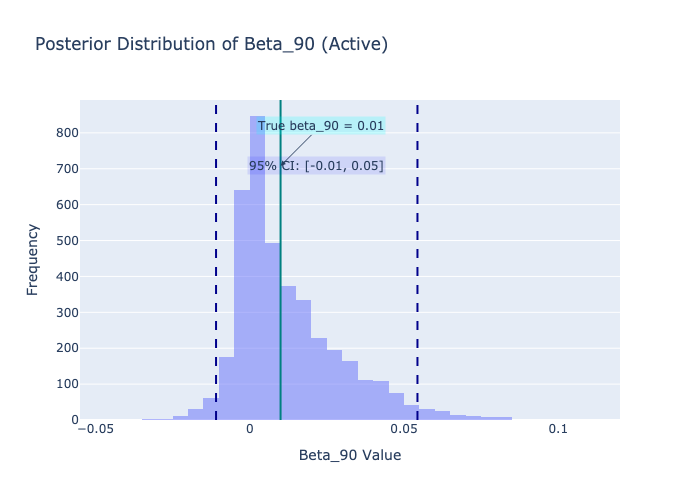 Posterior Distribution of Beta_90 (Active)
True beta_90 = 0.01
95% CI: [-0.01, 0.05]
Frequency
800
700
600
500
400
300
200
100
0
−0.05
0
0.05
0.1
Beta_90 Value